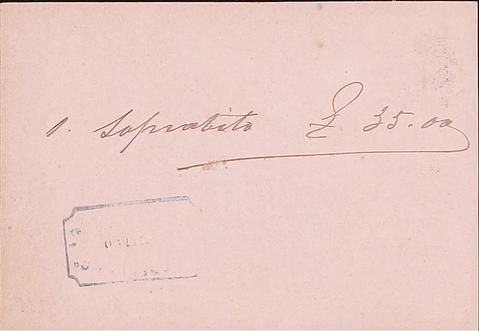 1. Soprabito £. 35.00